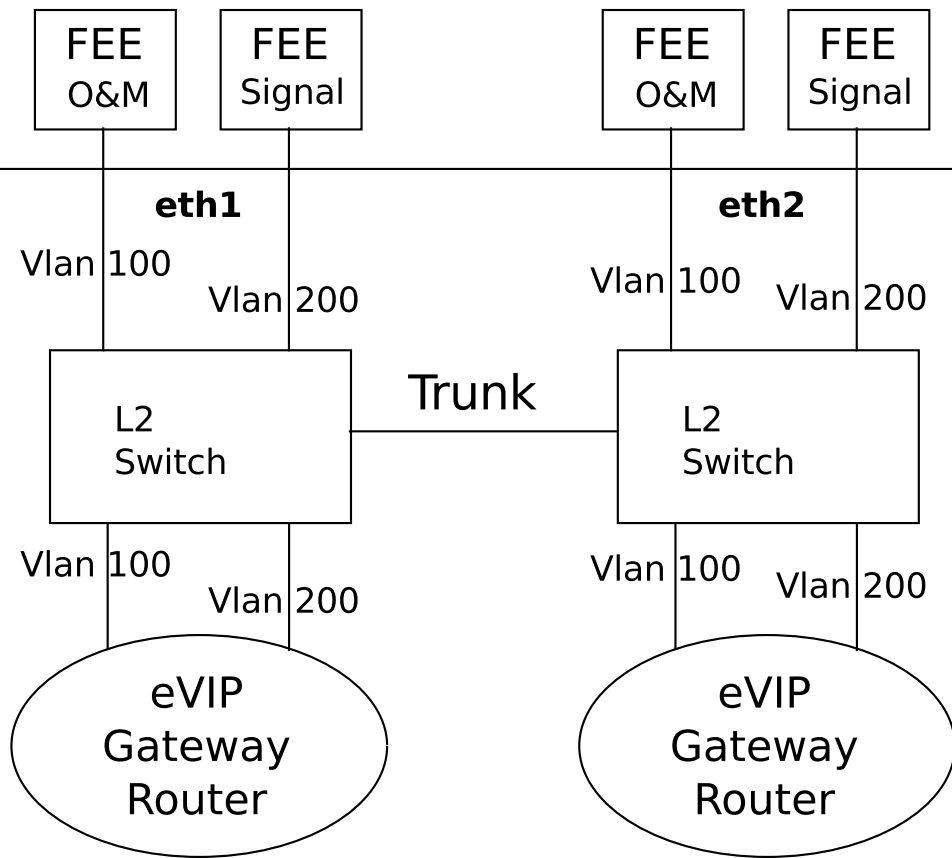 FEE
O&M
FEE
Signal
FEE
O&M
FEE
Signal
eth1
eth2
Vlan 100
Vlan 200
Vlan 100
Vlan 200
L2
Switch
Trunk
L2
Switch
Vlan 100
Vlan 200
Vlan 100
Vlan 200
eVIP
Gateway
Router
eVIP
Gateway
Router